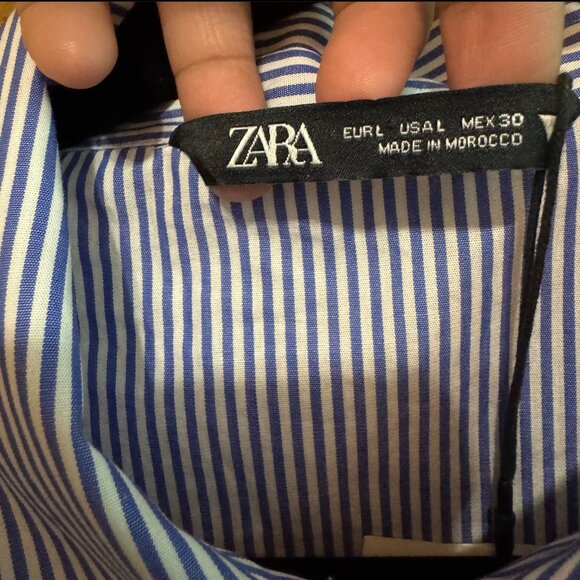 ZARA
EUR L USA L MEX 30
MADE IN MOROCCO